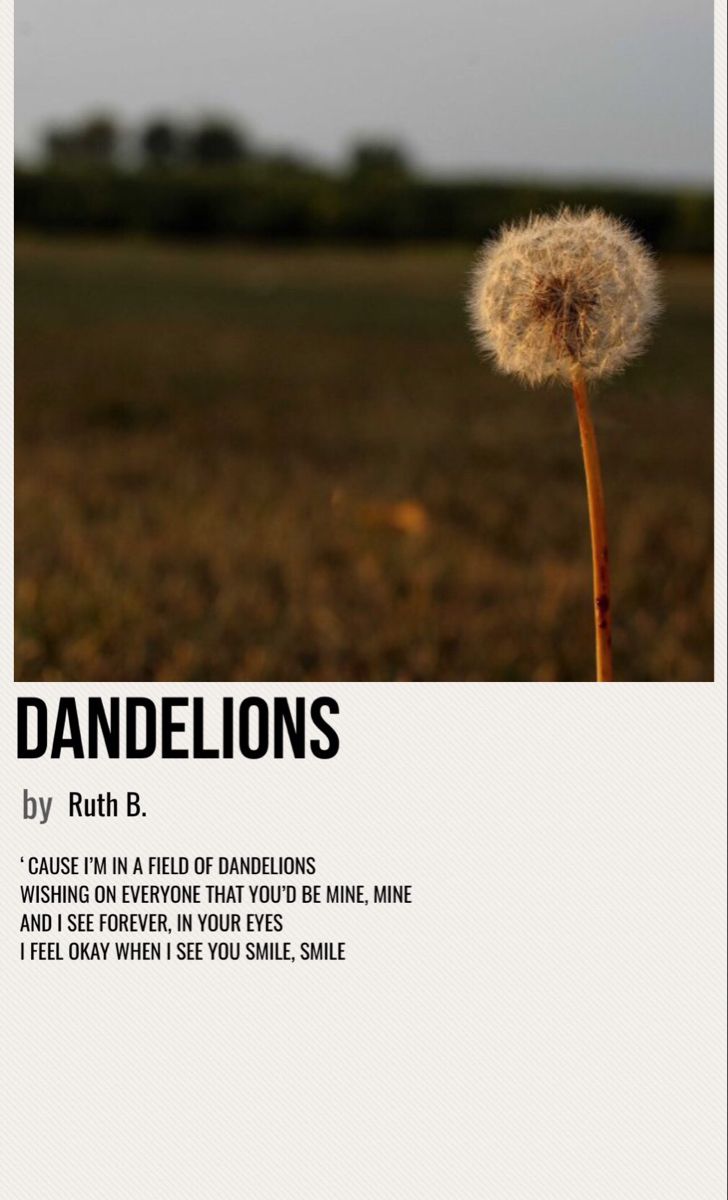 DANDELIONS
by Ruth B.
‘ CAUSE I’M IN A FIELD OF DANDELIONS
WISHING ON EVERYONE THAT YOU’D BE MINE, MINE
AND I SEE FOREVER, IN YOUR EYES
I FEEL OKAY WHEN I SEE YOU SMILE, SMILE